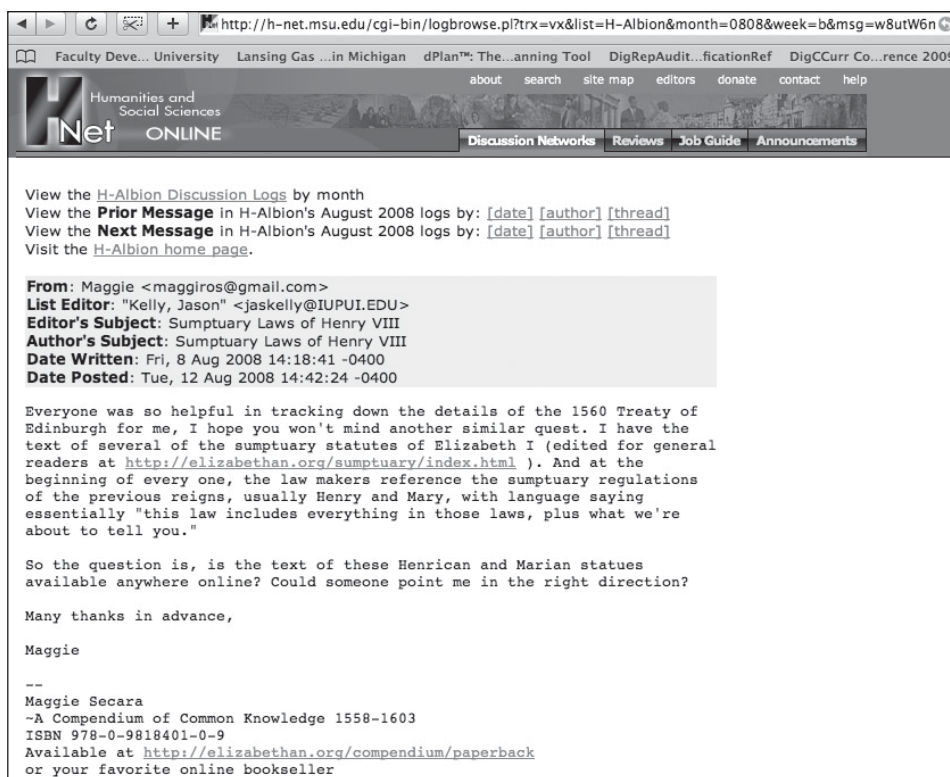 http://h-net.msu.edu/cgi-bin/logbrowse.pl?trx=vx&list=H-Albion&month=0808&week=b&msg=w8utW6n
Faculty Deve... University Lansing Gas ...in Michigan dPlan™: The...anning Tool DigRepAudit...ficationRef DigCCurr Co...rence 2009
about search site map editors donate contact help
Humanities and
Social Sciences
HNet ONLINE
Discussion Networks Reviews Job Guide Announcements
View the H-Albion Discussion Logs by month
View the Prior Message in H-Albion's August 2008 logs by: [date] [author] [thread]
View the Next Message in H-Albion's August 2008 logs by: [date] [author] [thread]
Visit the H-Albion home page.
From: Maggie <maggiros@gmail.com>
List Editor: "Kelly, Jason" <jaskelly@IUPUI.EDU>
Editor's Subject: Sumptuary Laws of Henry VIII
Author's Subject: Sumptuary Laws of Henry VIII
Date Written: Fri, 8 Aug 2008 14:18:41 -0400
Date Posted: Tue, 12 Aug 2008 14:42:24 -0400
Everyone was so helpful in tracking down the details of the 1560 Treaty of
Edinburgh for me, I hope you won't mind another similar quest. I have the
text of several of the sumptuary statutes of Elizabeth I (edited for general
readers at http://elizabethan.org/sumptuary/index.html ). And at the
beginning of every one, the law makers reference the sumptuary regulations
of the previous reigns, usually Henry and Mary, with language saying
essentially "this law includes everything in those laws, plus what we're
about to tell you."
So the question is, is the text of these Henrican and Marian statues
available anywhere online? Could someone point me in the right direction?
Many thanks in advance,
Maggie
--
Maggie Secara
~A Compendium of Common Knowledge 1558-1603
ISBN 978-0-9818401-0-9
Available at http://elizabethan.org/compendium/paperback
or your favorite online bookseller